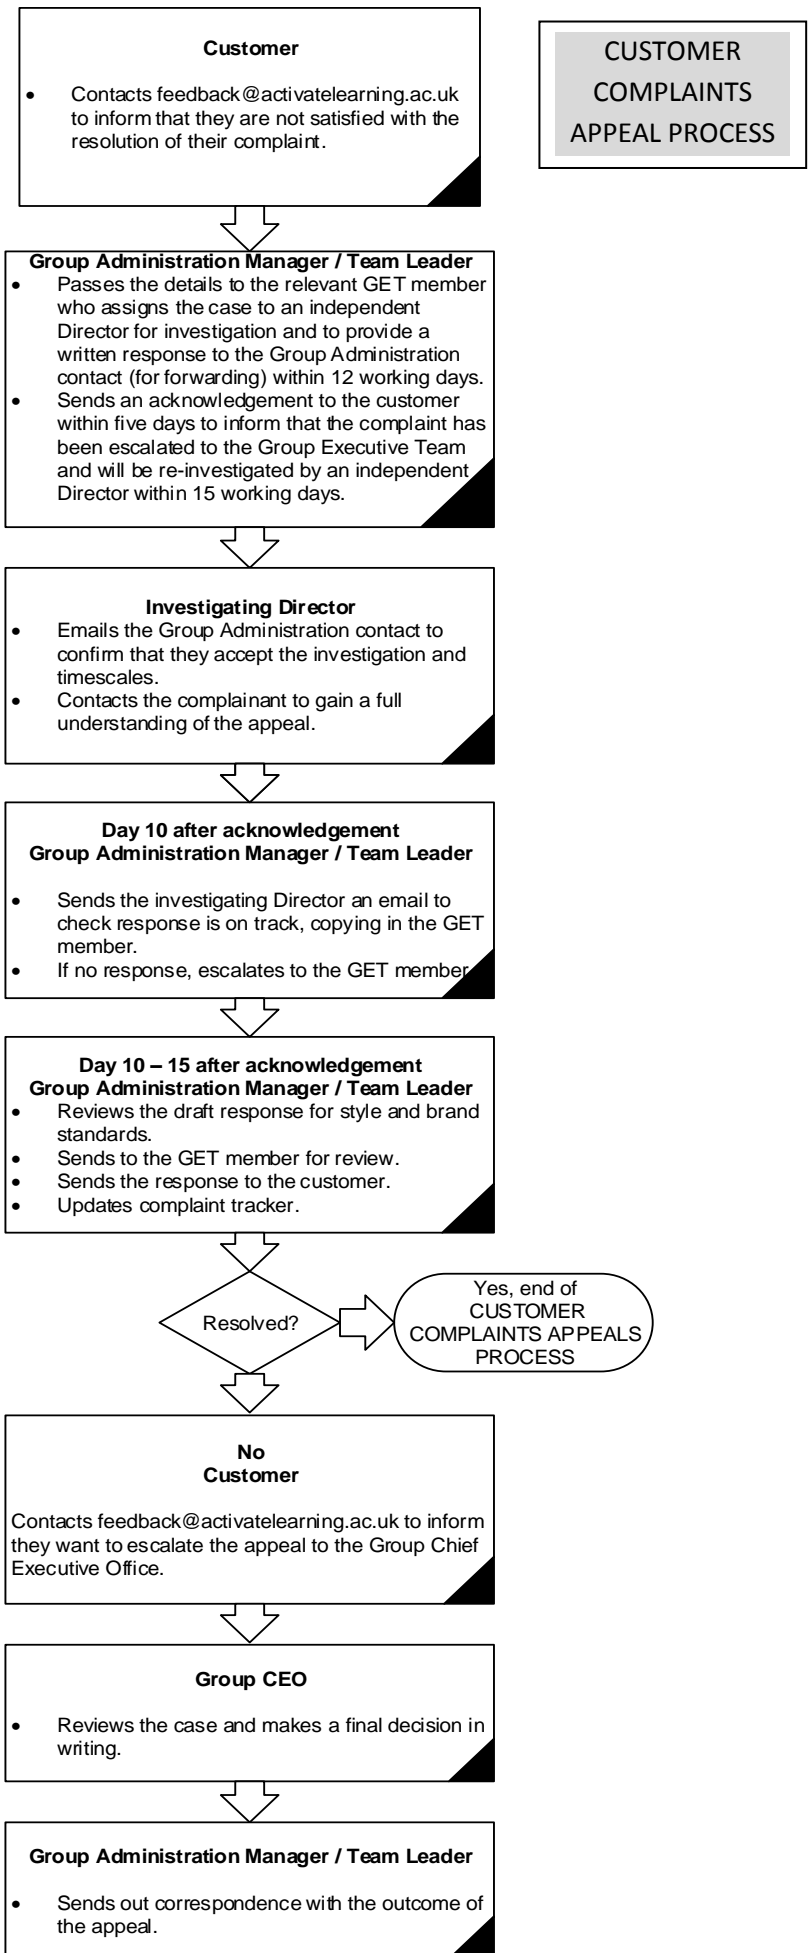 Customer
• Contacts feedback@activatelearning.ac.uk
to inform that they are not satisfied with the
resolution of their complaint.
CUSTOMER
COMPLAINTS
APPEAL PROCESS
Group Administration Manager / Team Leader
• Passes the details to the relevant GET member
who assigns the case to an independent
Director for investigation and to provide a
written response to the Group Administration
contact (for forwarding) within 12 working days.
• Sends an acknowledgement to the customer
within five days to inform that the complaint has
been escalated to the Group Executive Team
and will be re-investigated by an independent
Director within 15 working days.
Investigating Director
• Emails the Group Administration contact to
confirm that they accept the investigation and
timescales.
• Contacts the complainant to gain a full
understanding of the appeal.
Day 10 after acknowledgement
Group Administration Manager / Team Leader
• Sends the investigating Director an email to
check response is on track, copying in the GET
member.
• If no response, escalates to the GET member
Day 10 – 15 after acknowledgement
Group Administration Manager / Team Leader
• Reviews the draft response for style and brand
standards.
• Sends to the GET member for review.
• Sends the response to the customer.
• Updates complaint tracker.
Resolved?
Yes, end of
CUSTOMER
COMPLAINTS APPEALS
PROCESS
No
Customer
Contacts feedback@activatelearning.ac.uk to inform
they want to escalate the appeal to the Group Chief
Executive Office.
Group CEO
• Reviews the case and makes a final decision in
writing.
Group Administration Manager / Team Leader
• Sends out correspondence with the outcome of
the appeal.